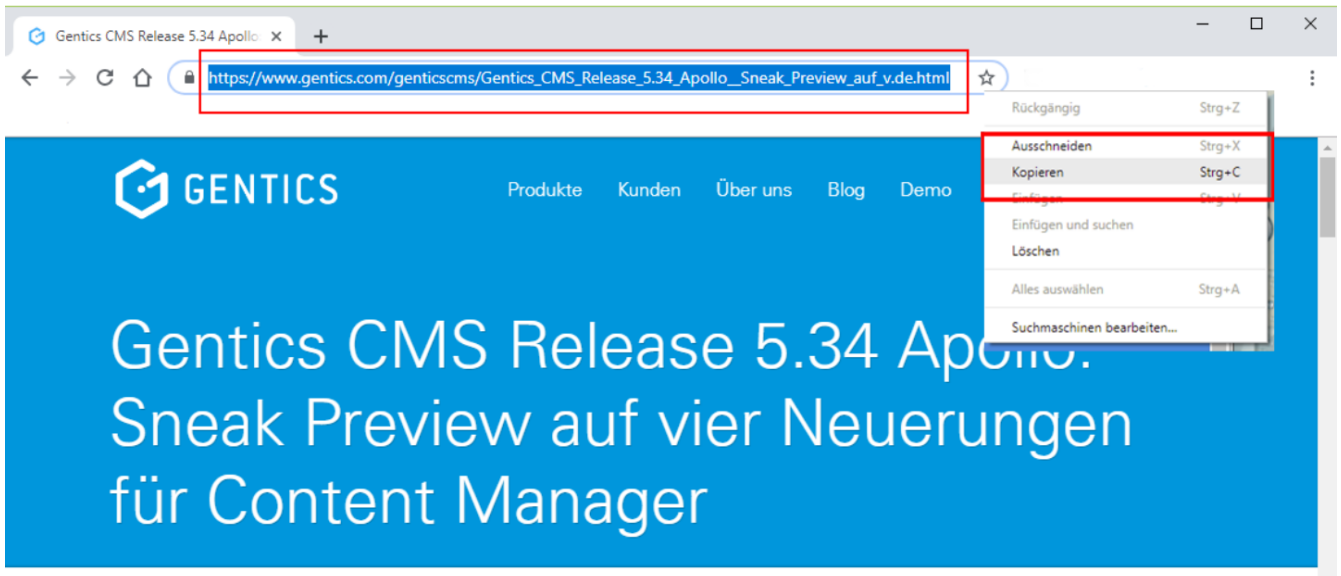 Gentics CMS Release 5.34 Apollo
https://www.gentics.com/genticscms/Gentics_CMS_Release_5.34_Apollo__Sneak_Preview_auf_v.de.html
Rückgängig Strg+Z
Ausschneiden Strg+X
Kopieren Strg+C
Einfügen Strg+V
Einfügen und suchen
Löschen
Alles auswählen Strg+A
Suchmaschinen bearbeiten...
GENTICS
Produkte Kunden Über uns Blog Demo
Gentics CMS Release 5.34 Apollo:
Sneak Preview auf vier Neuerungen
für Content Manager